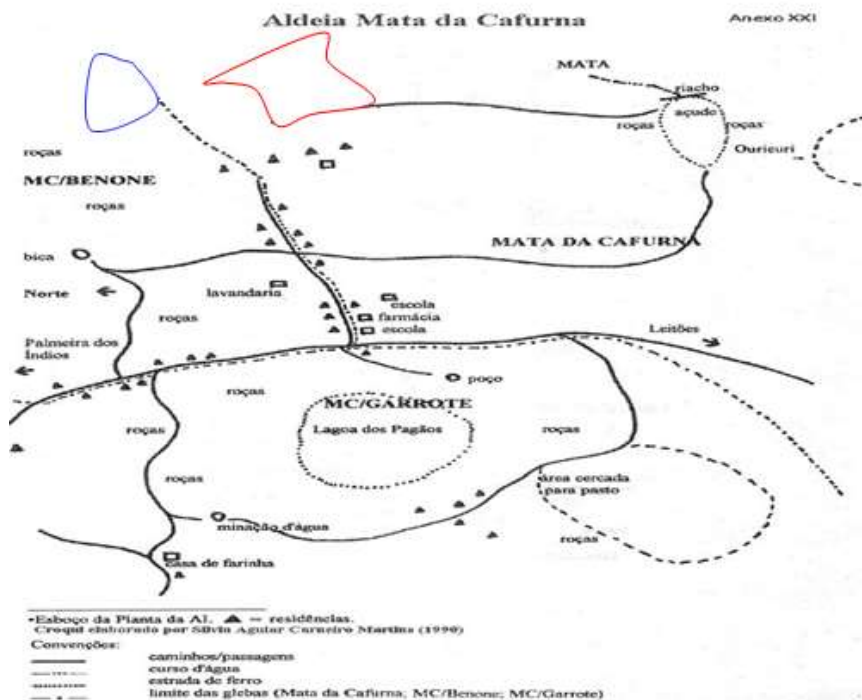 Aldeia Mata da Cafurna
Anexo XXI
MATA
riacho
açude
roças
roças
Ouricuri
roças
MC/BENONE
roças
MATA DA CAFURNA
bica
Norte
lavandaria
escola
roças
farmácia
escola
Leitões
Palmeira dos
Índios
poço
roças
MC/GARROTE
roças
Lagoa dos Pagãos
roças
roças
área cercada
para pasto
minação d'água
roças
casa de farinha
•Esboço da Planta da AI. ▲ = residências.
Croqui elaborado por Sílvia Aguiar Carneiro Martins (1990)
Convenções:
caminhos/passagens
curso d'água
estrada de ferro
limite das glebas (Mata da Cafurna; MC/Benone; MC/Garrote)